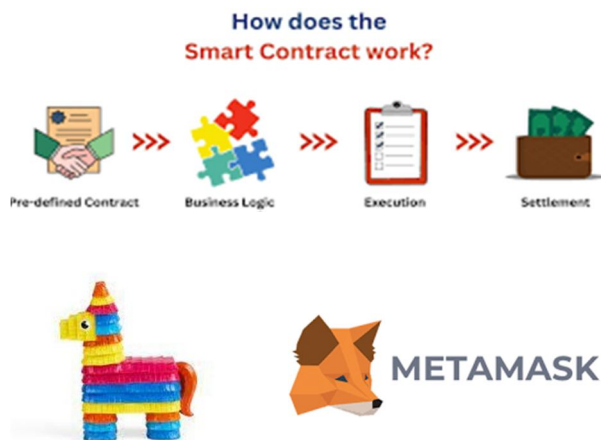 How does the
Smart Contract work?
Pre-defined Contract
Business Logic
Execution
Settlement
METAMASK